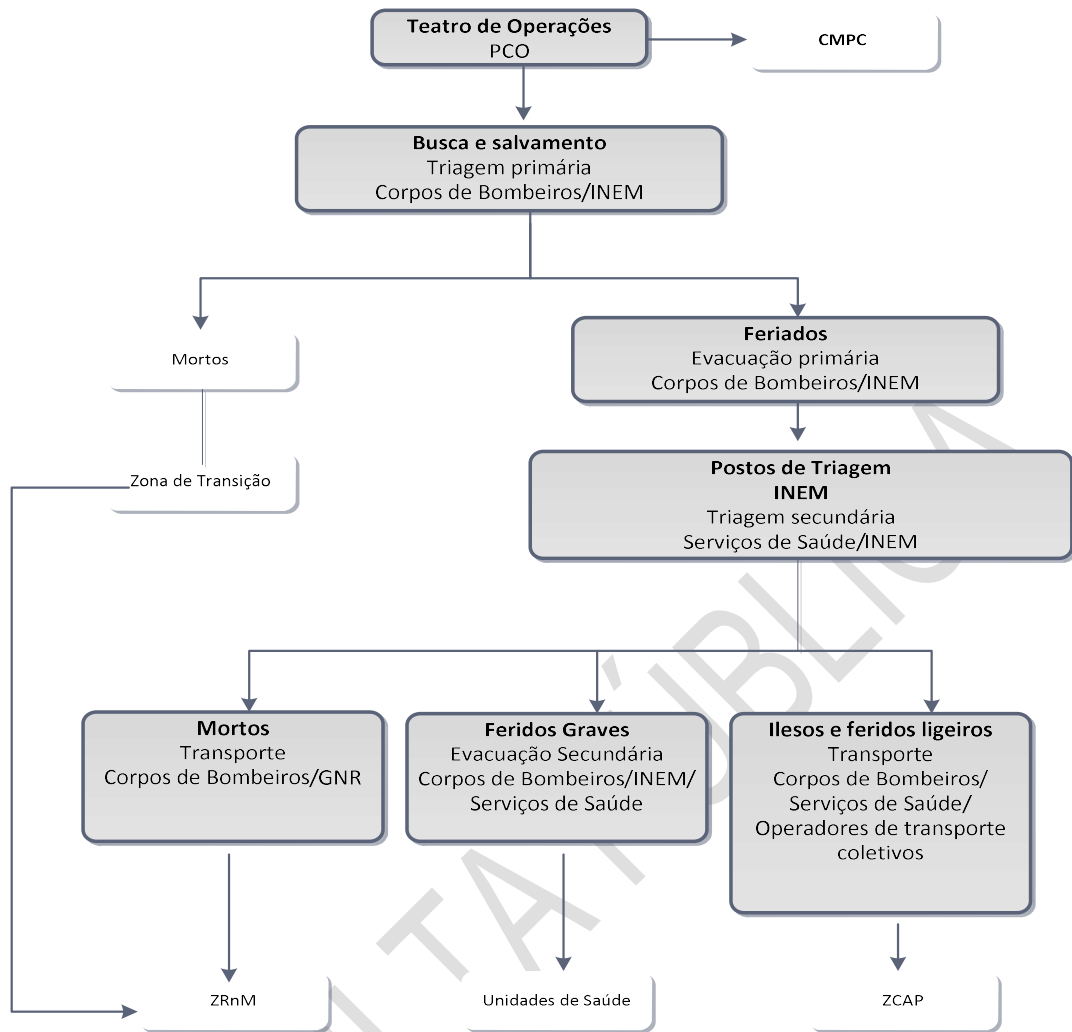 Teatro de Operações
PCO
CMPC
Busca e salvamento
Triagem primária
Corpos de Bombeiros/INEM
Mortos
Feriados
Evacuação primária
Corpos de Bombeiros/INEM
Zona de Transição
Postos de Triagem
INEM
Triagem secundária
Serviços de Saúde/INEM
Mortos
Transporte
Corpos de Bombeiros/GNR
Feridos Graves
Evacuação Secundária
Corpos de Bombeiros/INEM/
Serviços de Saúde
Ilesos e feridos ligeiros
Transporte
Corpos de Bombeiros/
Serviços de Saúde/
Operadores de transporte
coletivos
ZRnM
Unidades de Saúde
ZCAP
TA PÚBLICA